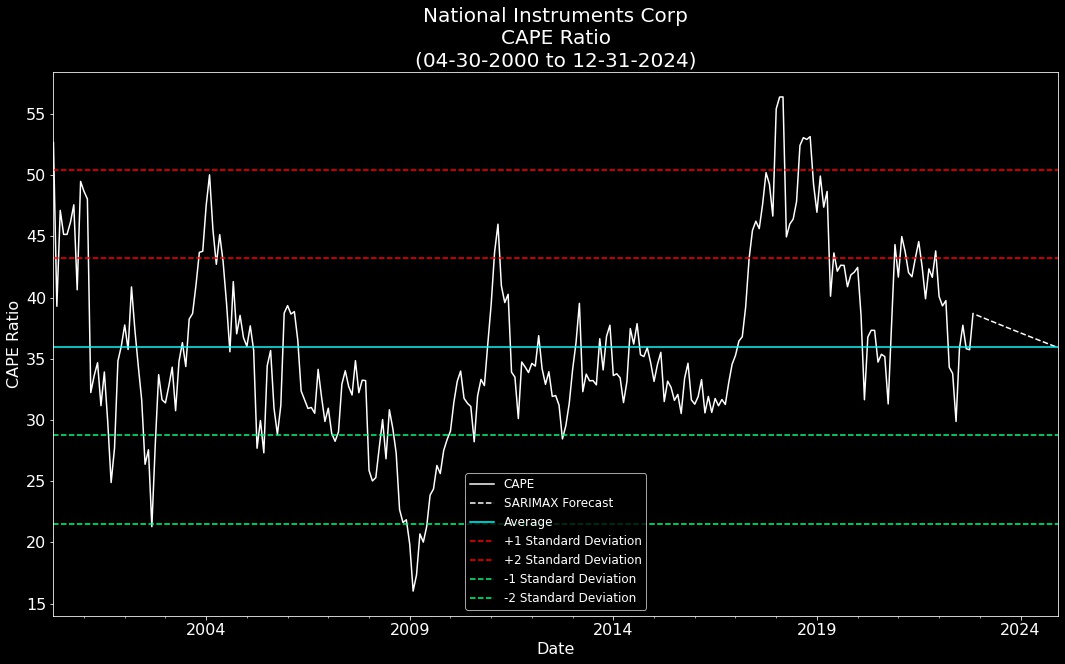 National Instruments Corp
CAPE Ratio
(04-30-2000 to 12-31-2024)
CAPE Ratio
55
50
45
40
35
30
25
20
15
CAPE
SARIMAX Forecast
Average
+1 Standard Deviation
+2 Standard Deviation
-1 Standard Deviation
-2 Standard Deviation
2004
2009
2014
2019
2024
Date